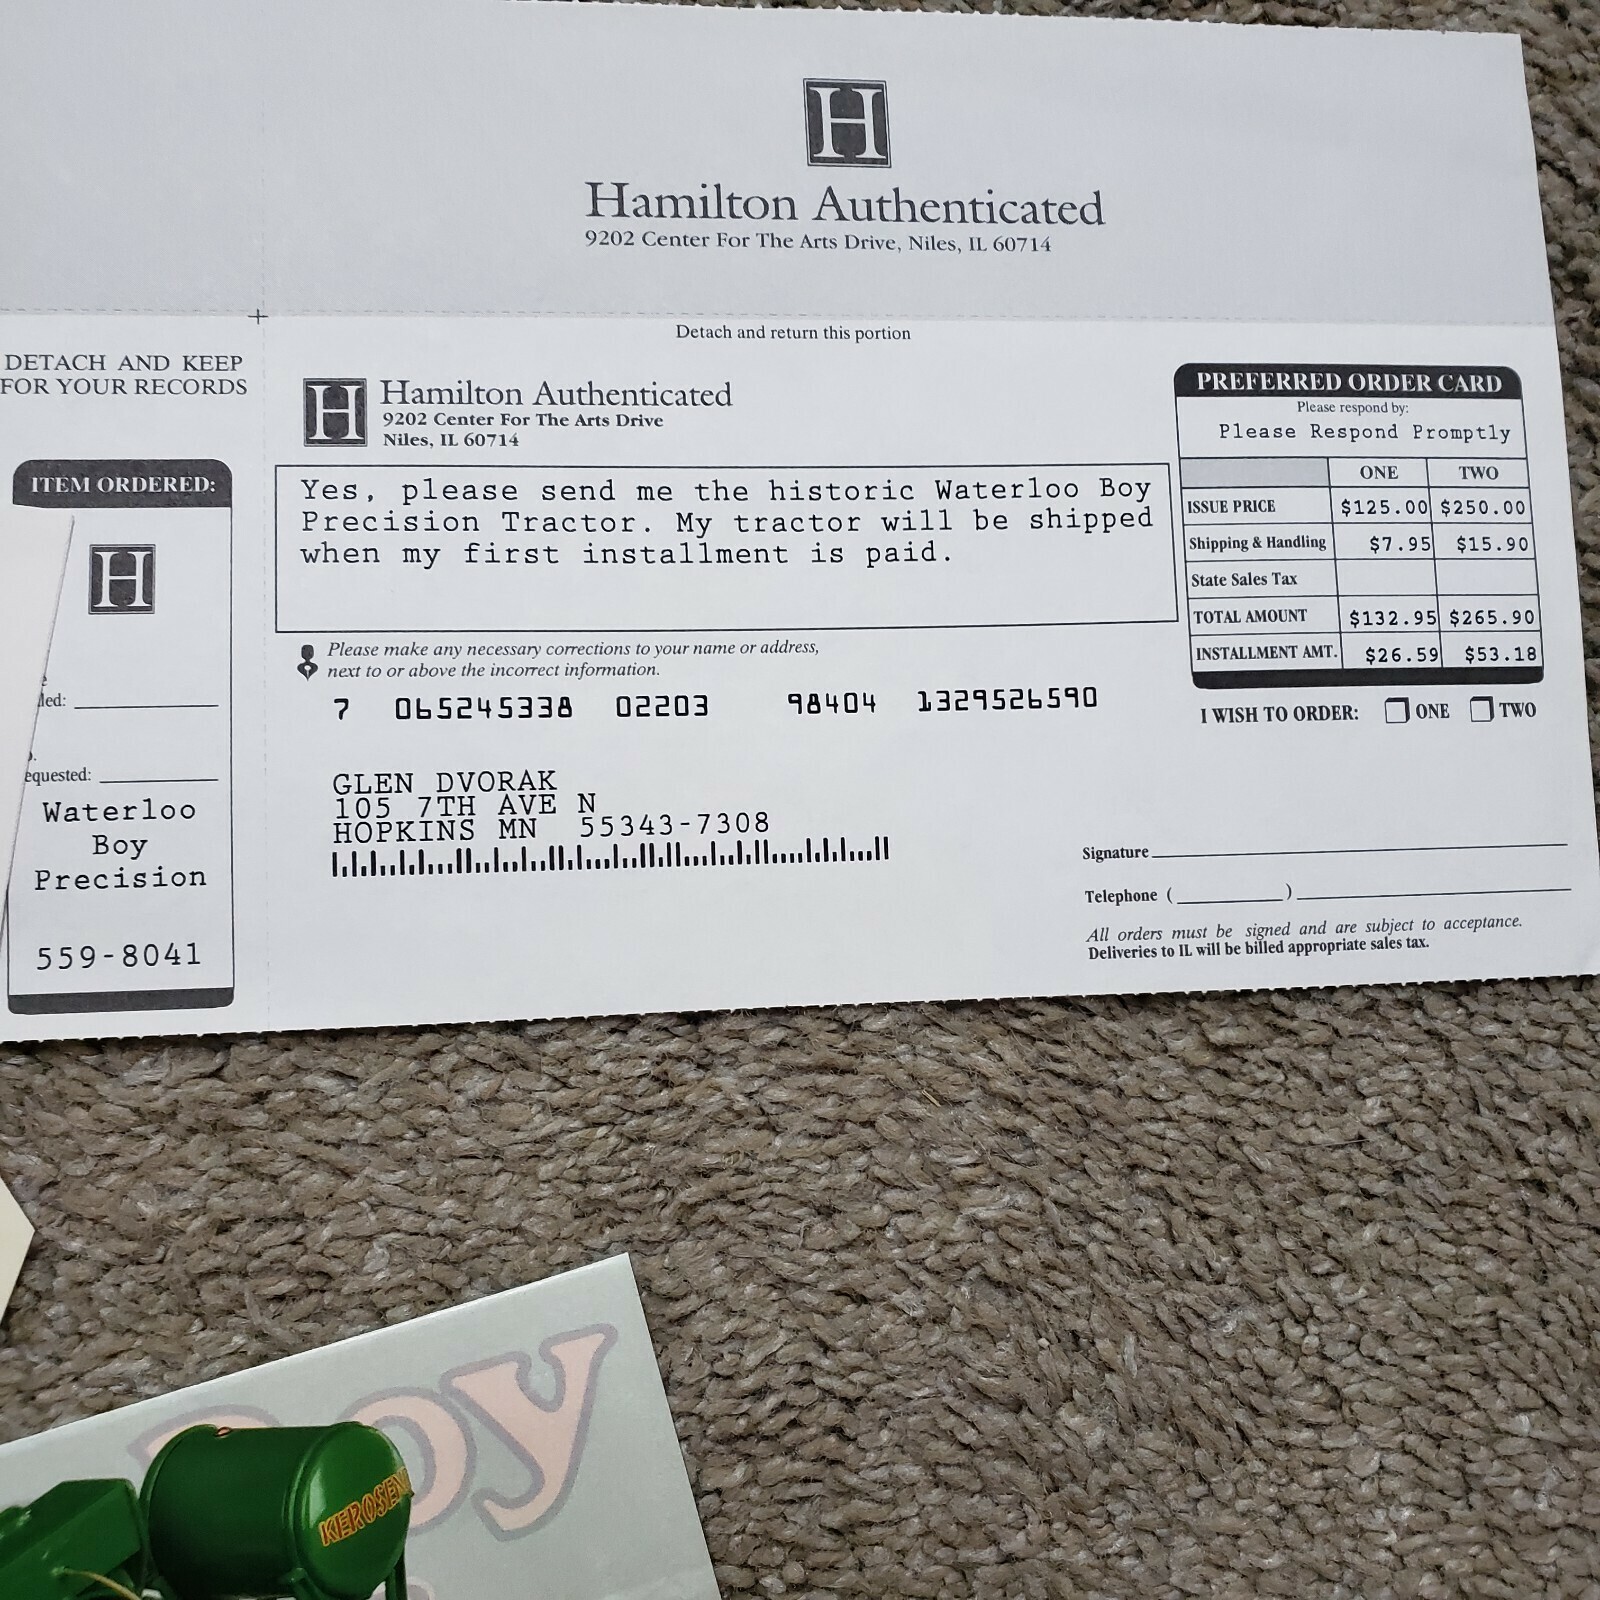 H
Hamilton Authenticated
9202 Center For The Arts Drive, Niles, IL 60714
Detach and return this portion
DETACH AND KEEP
FOR YOUR RECORDS
ITEM ORDERED:
H
led:
equested:
Waterloo
Boy
Precision
559-8041
H
Hamilton Authenticated
9202 Center For The Arts Drive
Niles, IL 60714
Yes, please send me the historic Waterloo Boy
Precision Tractor. My tractor will be shipped
when my first installment is paid.
Please make any necessary corrections to your name or address,
next to or above the incorrect information.
7 065245338 02203 98404 1329526590
GLEN DVORAK
105 7TH AVE N
HOPKINS MN 55343-7308
PREFERRED ORDER CARD
Please respond by:
Please Respond Promptly
ONE TWO
ISSUE PRICE $125.00 $250.00
Shipping & Handling $7.95 $15.90
State Sales Tax
TOTAL AMOUNT $132.95 $265.90
INSTALLMENT AMT. $26.59 $53.18
I WISH TO ORDER: ONE TWO
Signature
Telephone ( )
All orders must be signed and are subject to acceptance.
Deliveries to IL will be billed appropriate sales tax.
Boy
KEROSEN